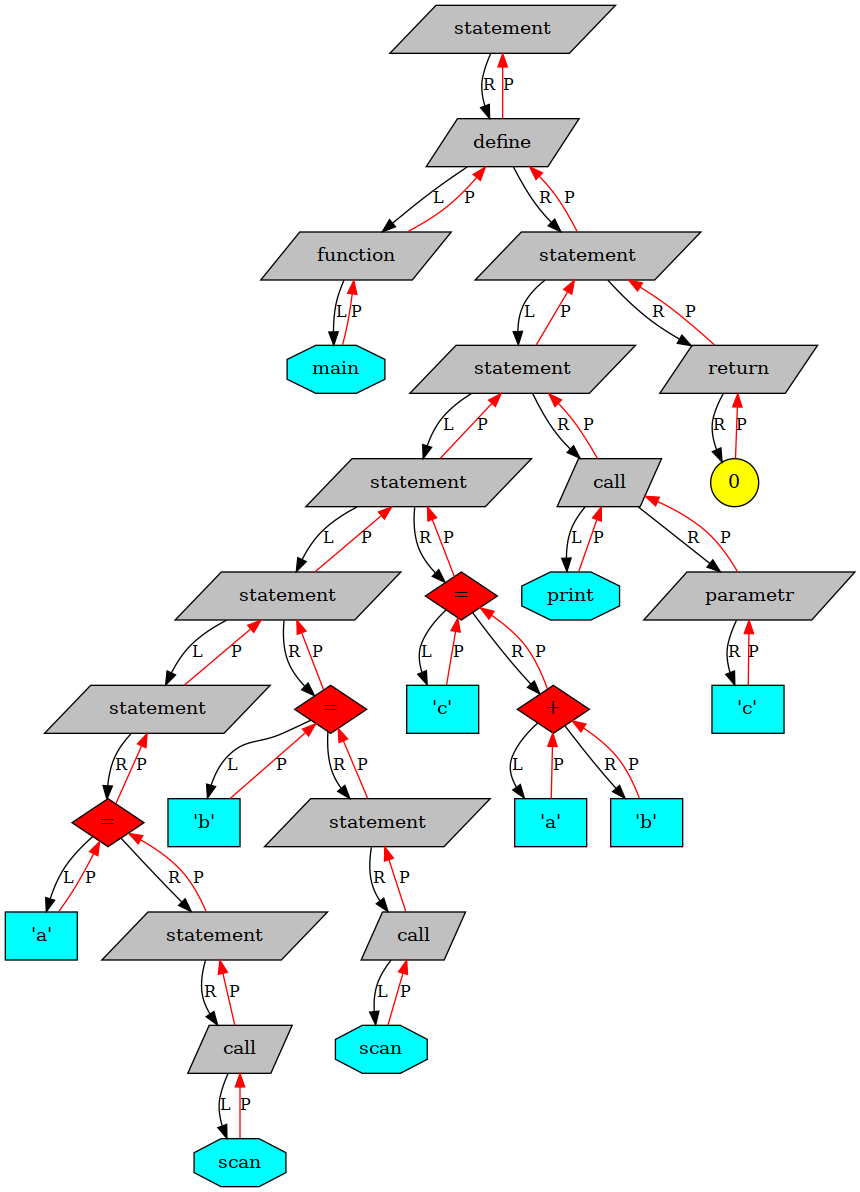 statement
R P
define
L P R P
function statement
L P L P R P
main statement return
L P R P R P
statement call 0
L P R P L P R P
statement = print parametr
L P R P L P R P R P
statement = 'c' + 'c'
R P L P R P L P R P
= 'b' statement 'a' 'b'
L P R P R P
'a' statement call
R P L P
call scan
L P
scan